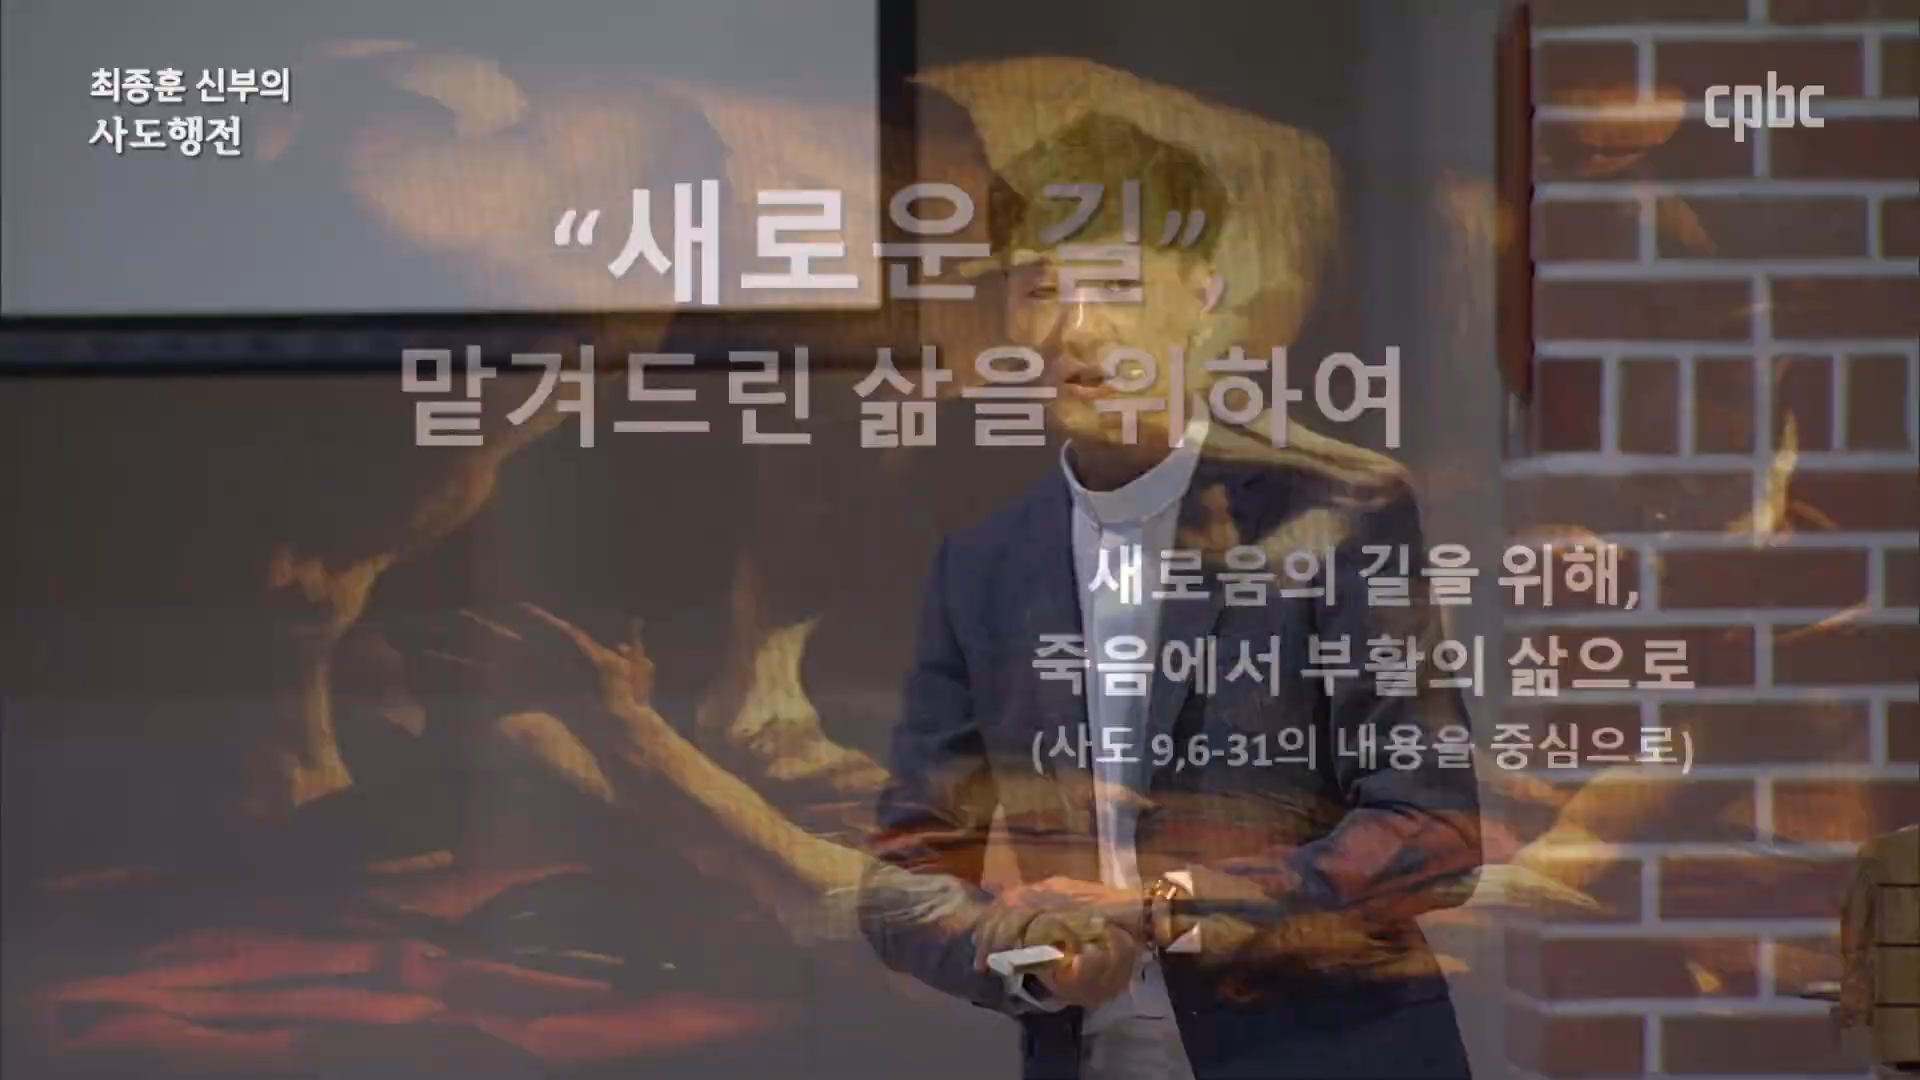 최종훈 신부의
사도행전
cpbc
“새로운 길”,
맡겨드린 삶을 위하여
새로움의 길을 위해,
죽음에서 부활의 삶으로
(사도 9,6-31의 내용을 중심으로)